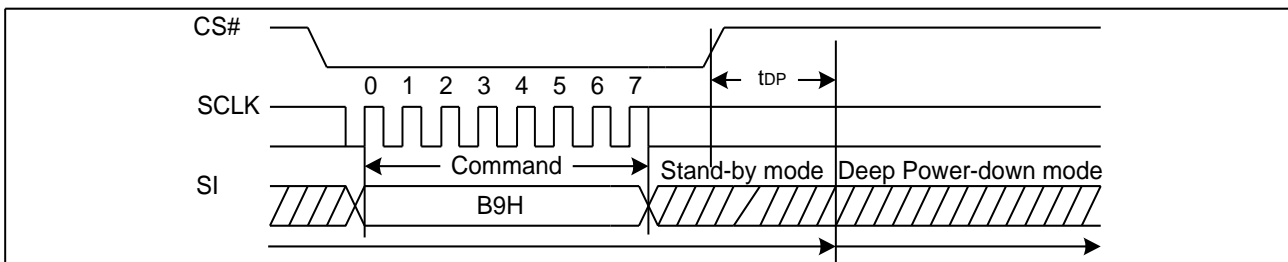 CS#
tDP
0 1 2 3 4 5 6 7
SCLK
Command
Stand-by mode Deep Power-down mode
SI
B9H